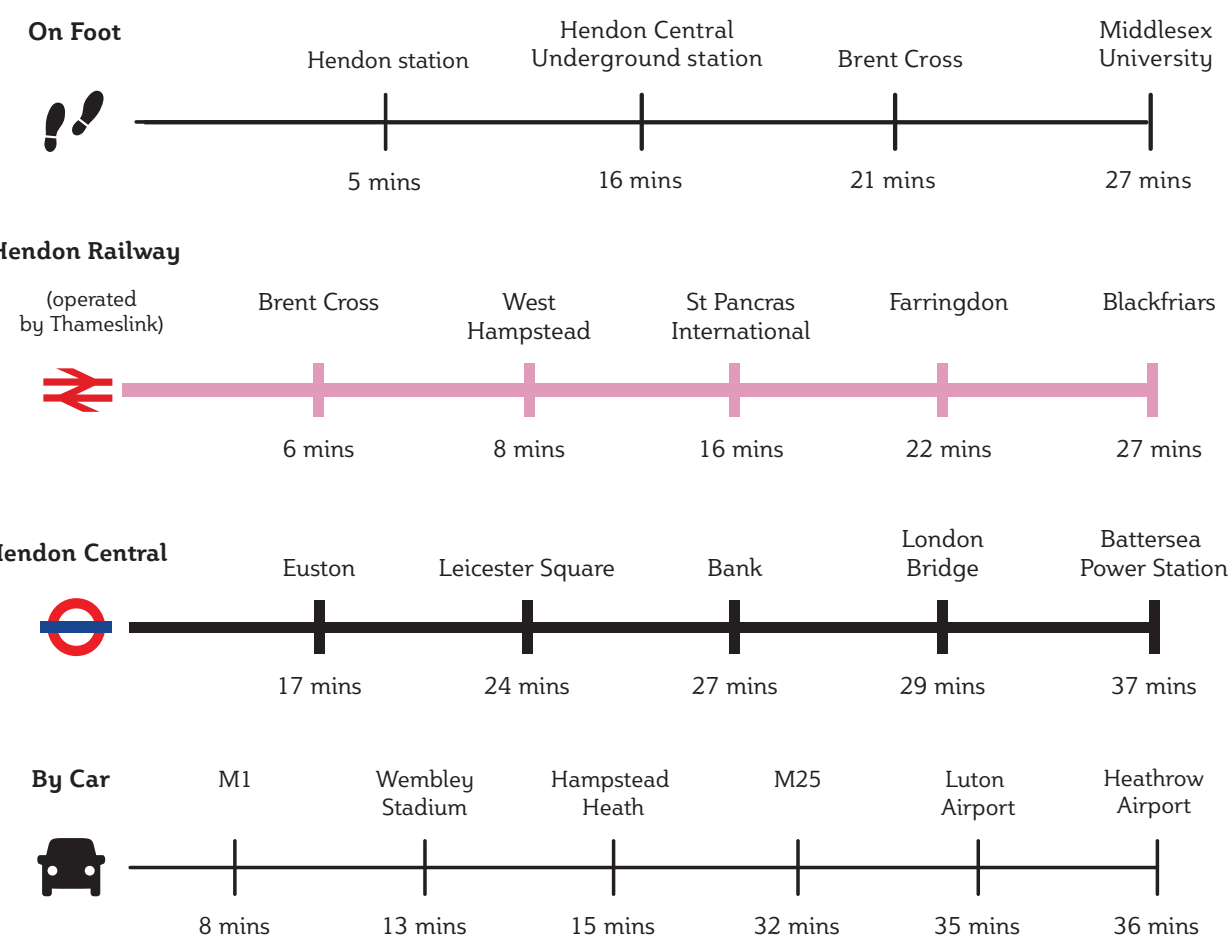 On Foot
Hendon station
Hendon Central
Underground station
Brent Cross
Middlesex
University
5 mins
16 mins
21 mins
27 mins
Hendon Railway
(operated
by Thameslink)
Brent Cross
West
Hampstead
St Pancras
International
Farringdon
Blackfriars
6 mins
8 mins
16 mins
22 mins
27 mins
Hendon Central
Euston
Leicester Square
Bank
London
Bridge
Battersea
Power Station
17 mins
24 mins
27 mins
29 mins
37 mins
By Car
M1
Wembley
Stadium
Hampstead
Heath
M25
Luton
Airport
Heathrow
Airport
8 mins
13 mins
15 mins
32 mins
35 mins
36 mins